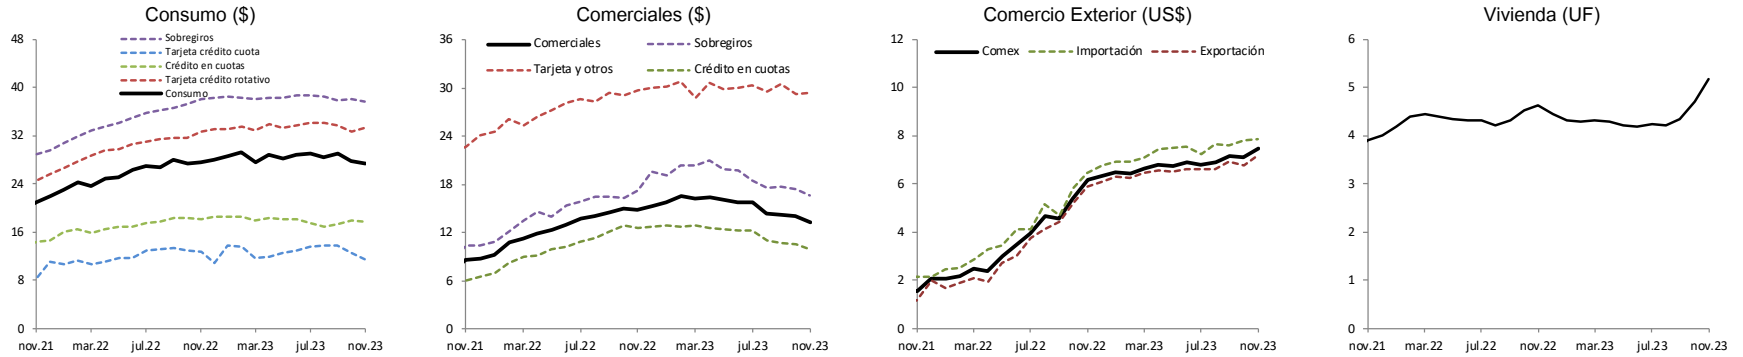 Consumo ($)
48
40
32
24
16
8
0
Sobregiros
Tarjeta crédito cuota
Crédito en cuotas
Tarjeta crédito rotativo
Consumo
nov.21 mar.22 jul.22 nov.22 mar.23 jul.23 nov.23
Comerciales ($)
36
30
24
18
12
6
0
Comerciales Sobregiros
Tarjeta y otros Crédito en cuotas
nov.21 mar.22 jul.22 nov.22 mar.23 jul.23 nov.23
Comercio Exterior (US$)
12
10
8
6
4
2
0
Comex Importación Exportación
nov.21 mar.22 jul.22 nov.22 mar.23 jul.23 nov.23
Vivienda (UF)
6
5
4
3
2
1
0
nov.21 mar.22 jul.22 nov.22 mar.23 jul.23 nov.23